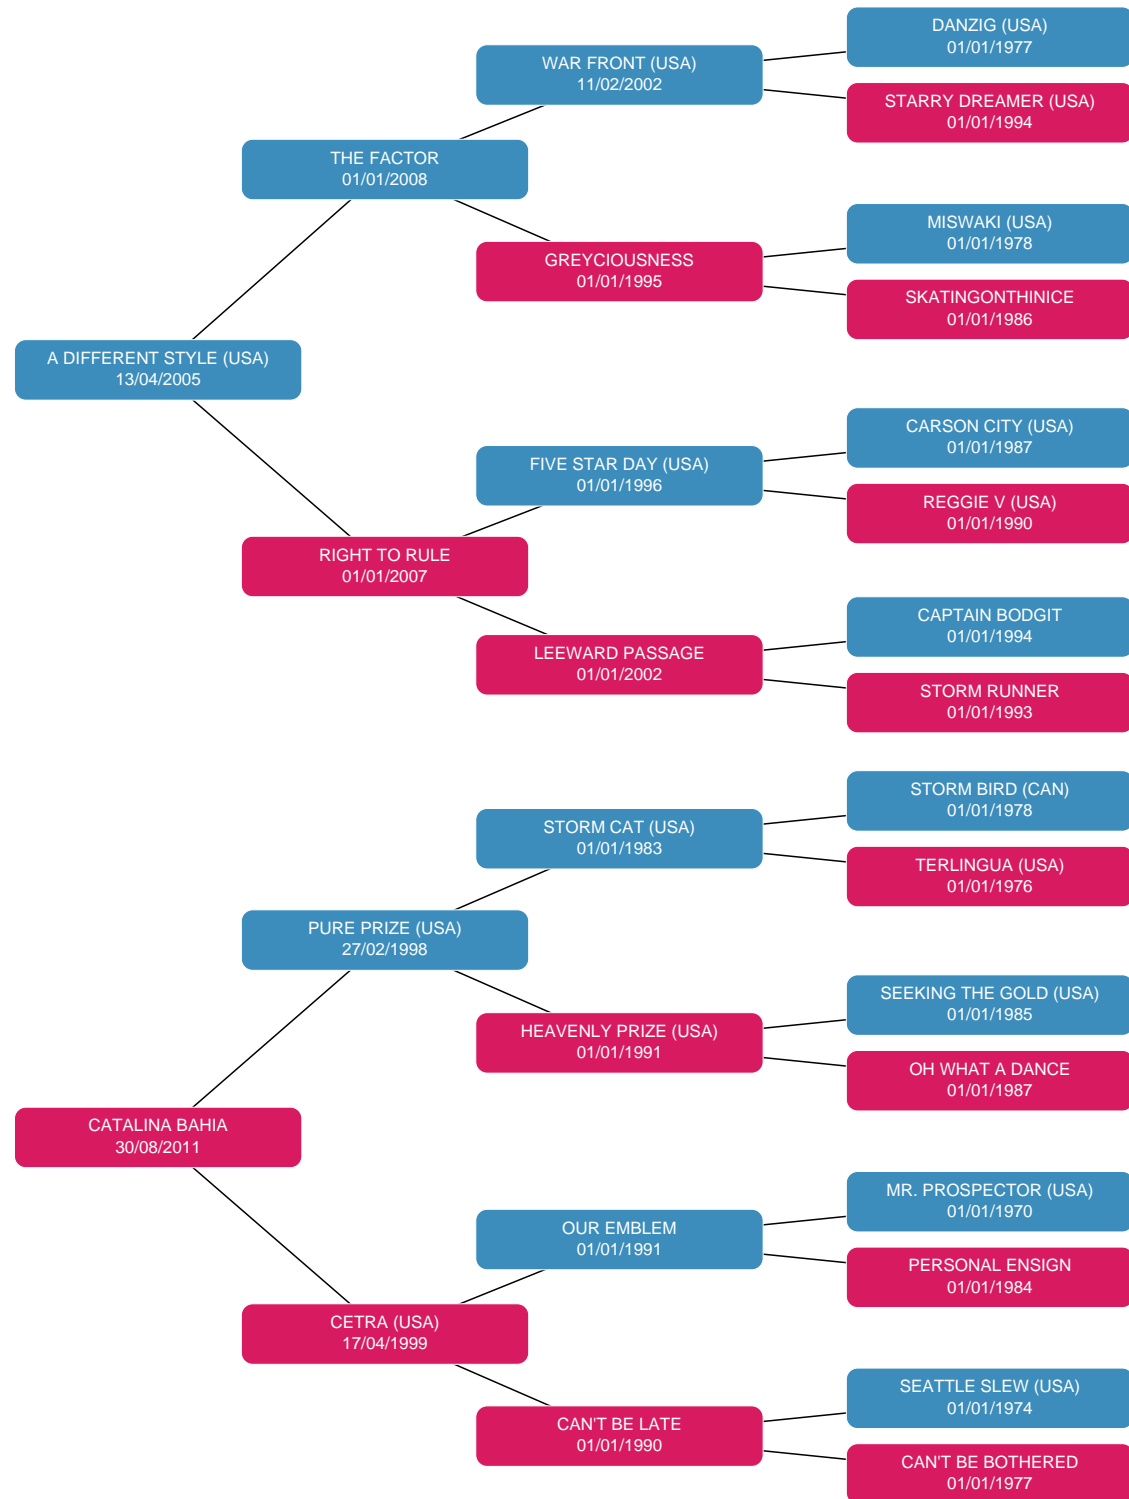 DANZIG (USA)
01/01/1977
WAR FRONT (USA)
11/02/2002
STARRY DREAMER (USA)
01/01/1994
THE FACTOR
01/01/2008
MISWAKI (USA)
01/01/1978
GREYCIOUSNESS
01/01/1995
SKATINGONTHINICE
01/01/1986
A DIFFERENT STYLE (USA)
13/04/2005
CARSON CITY (USA)
01/01/1987
FIVE STAR DAY (USA)
01/01/1996
REGGIE V (USA)
01/01/1990
RIGHT TO RULE
01/01/2007
CAPTAIN BODGIT
01/01/1994
LEEWARD PASSAGE
01/01/2002
STORM RUNNER
01/01/1993
STORM BIRD (CAN)
01/01/1978
STORM CAT (USA)
01/01/1983
TERLINGUA (USA)
01/01/1976
PURE PRIZE (USA)
27/02/1998
SEEKING THE GOLD (USA)
01/01/1985
HEAVENLY PRIZE (USA)
01/01/1991
OH WHAT A DANCE
01/01/1987
CATALINA BAHIA
30/08/2011
MR. PROSPECTOR (USA)
01/01/1970
OUR EMBLEM
01/01/1991
PERSONAL ENSIGN
01/01/1984
CETRA (USA)
17/04/1999
SEATTLE SLEW (USA)
01/01/1974
CAN'T BE LATE
01/01/1990
CAN'T BE BOTHERED
01/01/1977